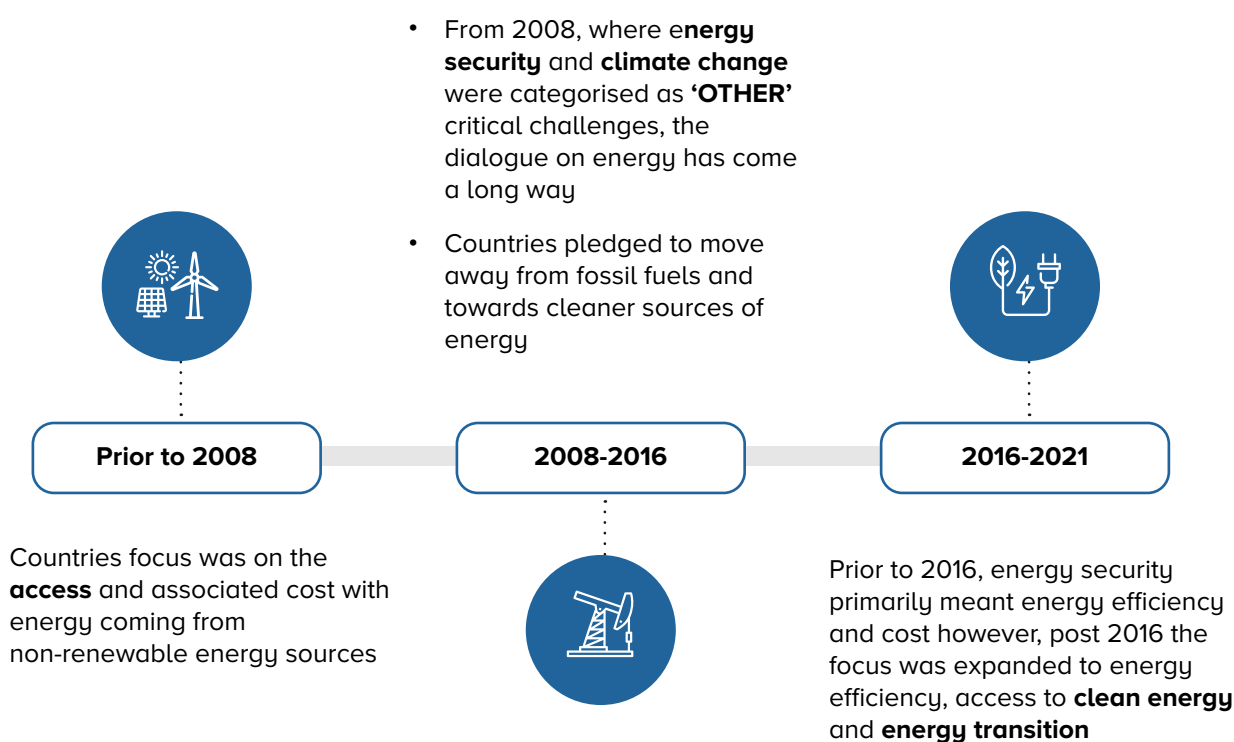 • From 2008, where energy
security and climate change
were categorised as ‘OTHER’
critical challenges, the
dialogue on energy has come
a long way
• Countries pledged to move
away from fossil fuels and
towards cleaner sources of
energy
Prior to 2008
2008-2016
2016-2021
Countries focus was on the
access and associated cost with
energy coming from
non-renewable energy sources
Prior to 2016, energy security
primarily meant energy efficiency
and cost however, post 2016 the
focus was expanded to energy
efficiency, access to clean energy
and energy transition